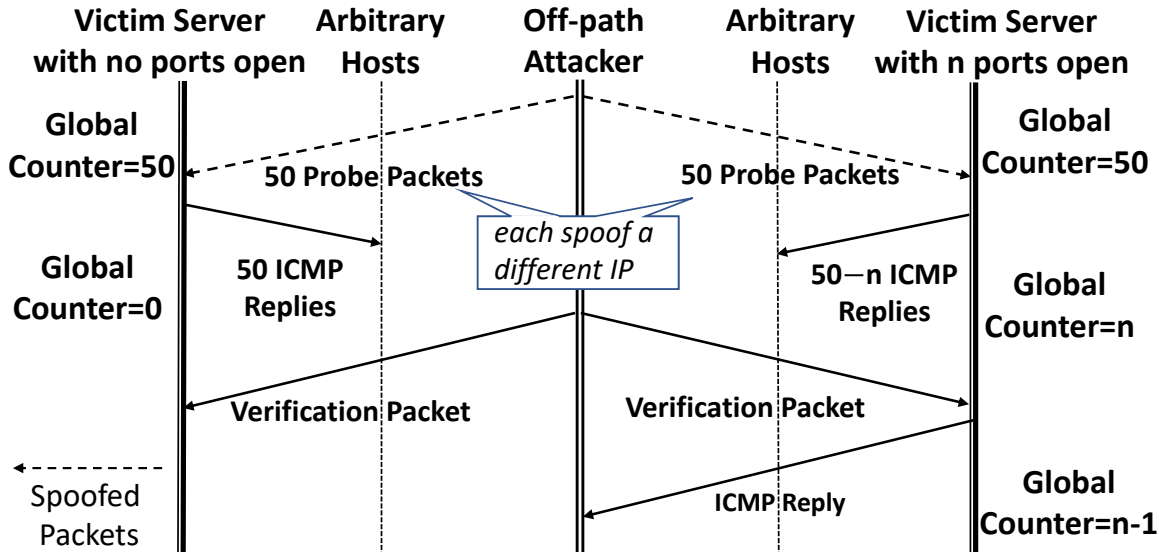 Victim Server
with no ports open
Arbitrary
Hosts
Off-path
Attacker
Arbitrary
Hosts
Victim Server
with n ports open
Global
Counter=50
Global
Counter=50
50 Probe Packets
50 Probe Packets
each spoof a
different IP
Global
Counter=0
50 ICMP
Replies
50−n ICMP
Replies
Global
Counter=n
Verification Packet
Verification Packet
Spoofed
Packets
ICMP Reply
Global
Counter=n-1